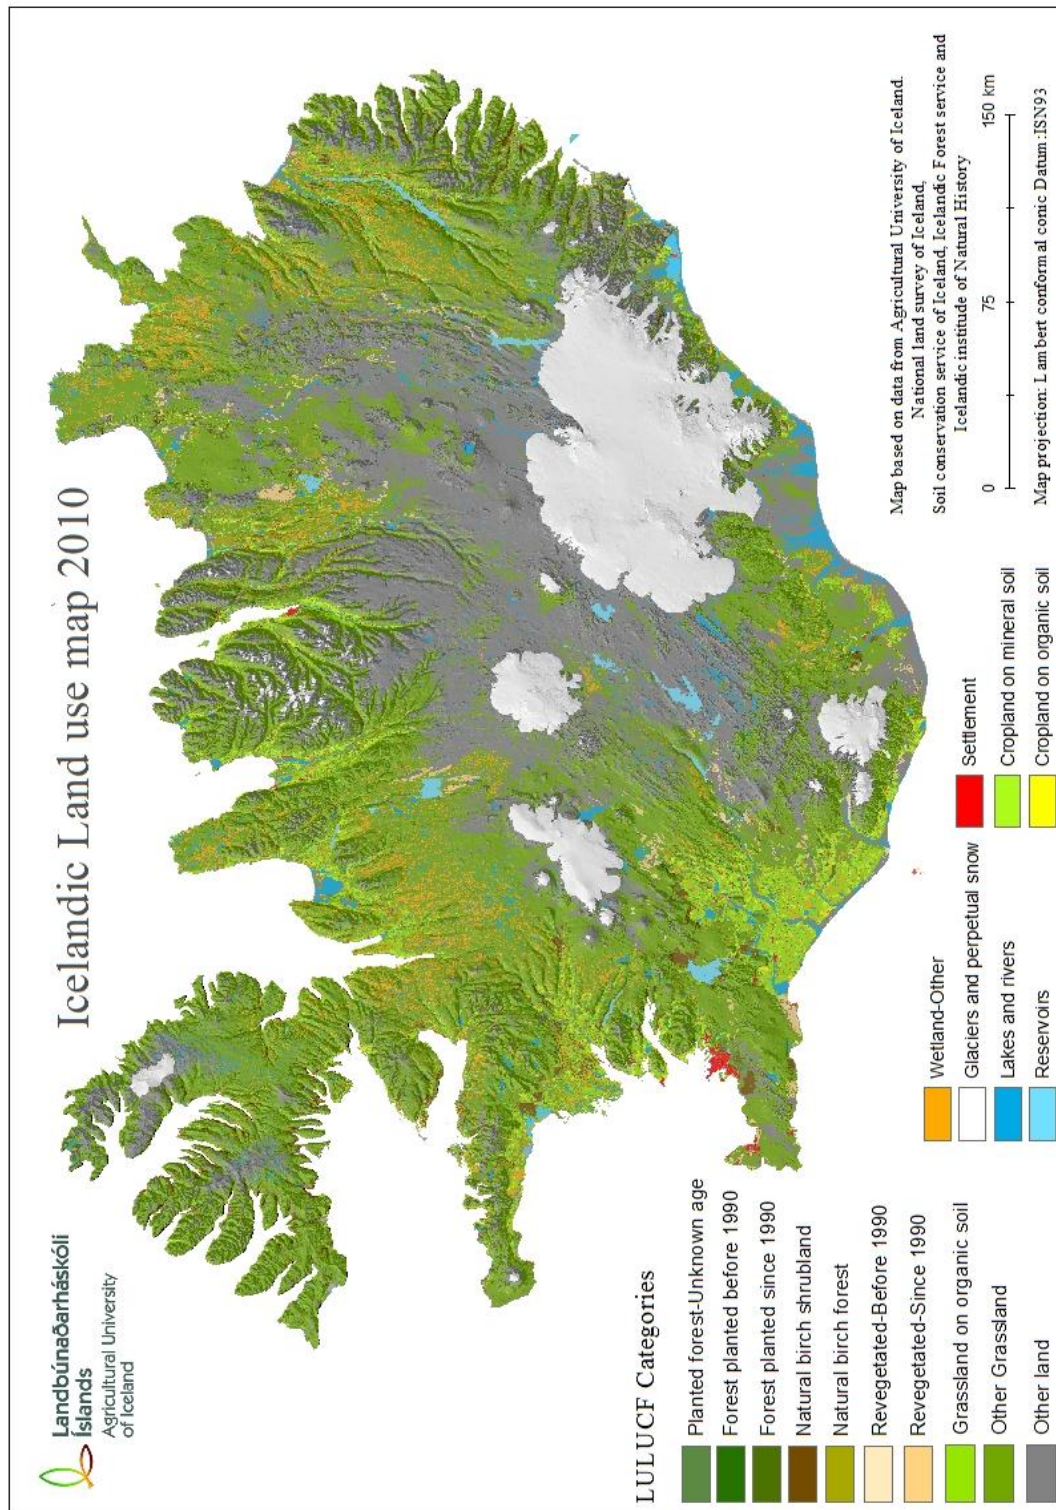 Landbúnaðarháskóli
Íslands
Agricultural University
of Iceland
Icelandic Land use map 2010
LULUCF Categories
Planted forest-Unknown age
Forest planted before 1990
Forest planted since 1990
Natural birch shrubland
Natural birch forest
Revegetated-Before 1990
Revegetated-Since 1990
Grassland on organic soil
Other Grassland
Other land
Wetland-Other
Glaciers and perpetual snow
Lakes and rivers
Reservoirs
Settlement
Cropland on mineral soil
Cropland on organic soil
Map based on data from Agricultural University of Iceland.
National land survey of Iceland,
Soil conservation service of Iceland, Icelandic Forest service and
Icelandic institute of Natural History
0 75 150 km
Map projection: Lambert conformal conic Datum:ISN93